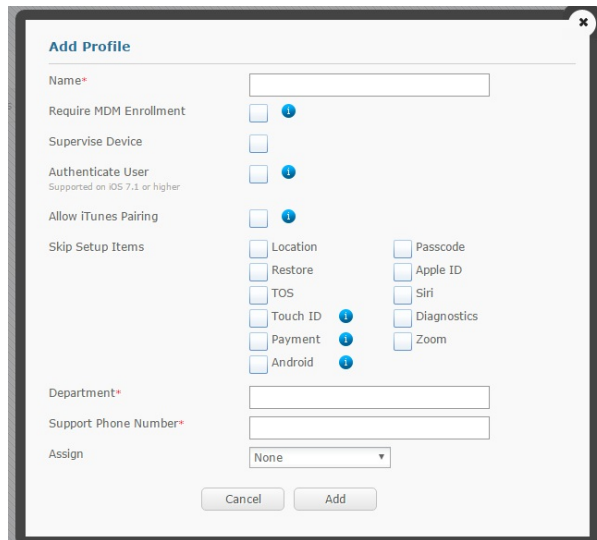 Add Profile
Name*
Require MDM Enrollment
Supervise Device
Authenticate User
Supported on iOS 7.1 or higher
Allow iTunes Pairing
Skip Setup Items
Location Passcode
Restore Apple ID
TOS Siri
Touch ID Diagnostics
Payment Zoom
Android
Department*
Support Phone Number*
Assign None
Cancel Add